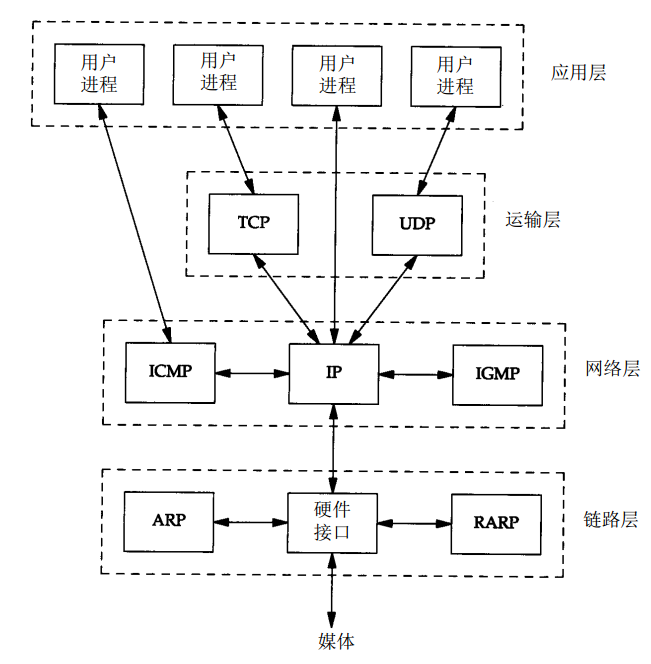 用户
进程
用户
进程
用户
进程
用户
进程
应用层
TCP
UDP
运输层
ICMP
IP
IGMP
网络层
ARP
硬件
接口
RARP
链路层
媒体